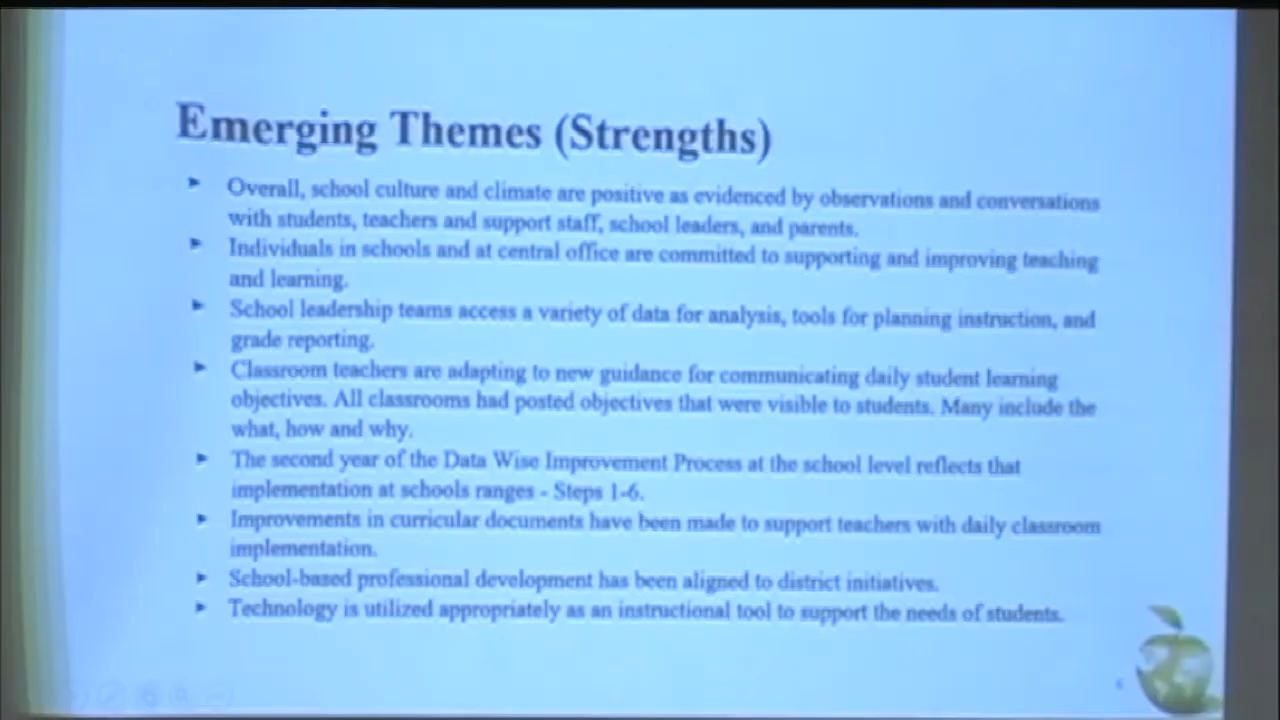 Emerging Themes (Strengths)
► Overall, school culture and climate are positive as evidenced by observations and conversations
with students, teachers and support staff, school leaders, and parents.
► Individuals in schools and at central office are committed to supporting and improving teaching
and learning.
► School leadership teams access a variety of data for analysis, tools for planning instruction, and
grade reporting.
► Classroom teachers are adapting to new guidance for communicating daily student learning
objectives. All classrooms had posted objectives that were visible to students. Many include the
what, how and why.
► The second year of the Data Wise Improvement Process at the school level reflects that
implementation at schools ranges - Steps 1-6.
► Improvements in curricular documents have been made to support teachers with daily classroom
implementation.
► School-based professional development has been aligned to district initiatives.
► Technology is utilized appropriately as an instructional tool to support the needs of students.